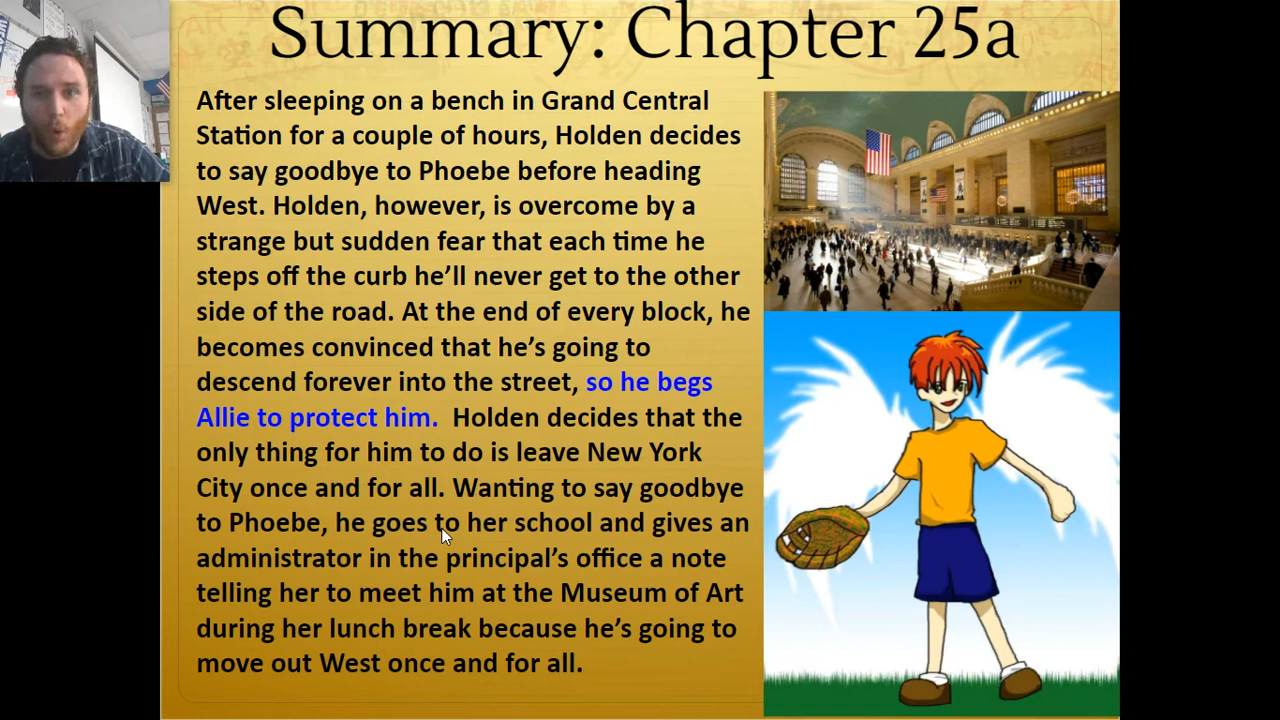 Summary: Chapter 25a
After sleeping on a bench in Grand Central
Station for a couple of hours, Holden decides
to say goodbye to Phoebe before heading
West. Holden, however, is overcome by a
strange but sudden fear that each time he
steps off the curb he’ll never get to the other
side of the road. At the end of every block, he
becomes convinced that he’s going to
descend forever into the street, so he begs
Allie to protect him. Holden decides that the
only thing for him to do is leave New York
City once and for all. Wanting to say goodbye
to Phoebe, he goes to her school and gives an
administrator in the principal’s office a note
telling her to meet him at the Museum of Art
during her lunch break because he’s going to
move out West once and for all.